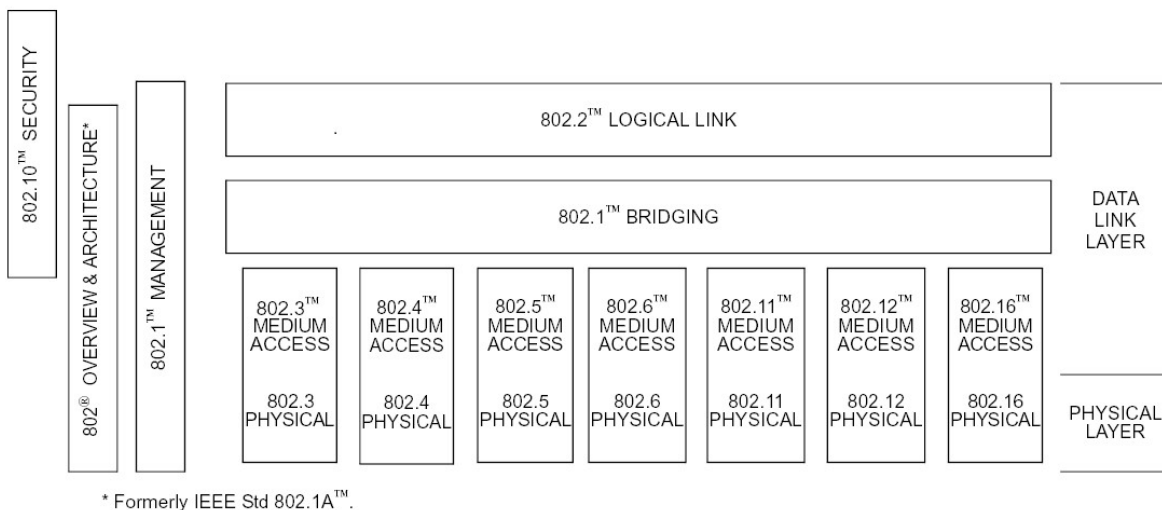 802.10™ SECURITY
802® OVERVIEW & ARCHITECTURE*
802.1™ MANAGEMENT
802.2™ LOGICAL LINK
802.1™ BRIDGING
DATA
LINK
LAYER
802.3™
MEDIUM
ACCESS
802.3
PHYSICAL
802.4™
MEDIUM
ACCESS
802.4
PHYSICAL
802.5™
MEDIUM
ACCESS
802.5
PHYSICAL
802.6™
MEDIUM
ACCESS
802.6
PHYSICAL
802.11™
MEDIUM
ACCESS
802.11
PHYSICAL
802.12™
MEDIUM
ACCESS
802.12
PHYSICAL
802.16™
MEDIUM
ACCESS
802.16
PHYSICAL
PHYSICAL
LAYER
* Formerly IEEE Std 802.1A™.